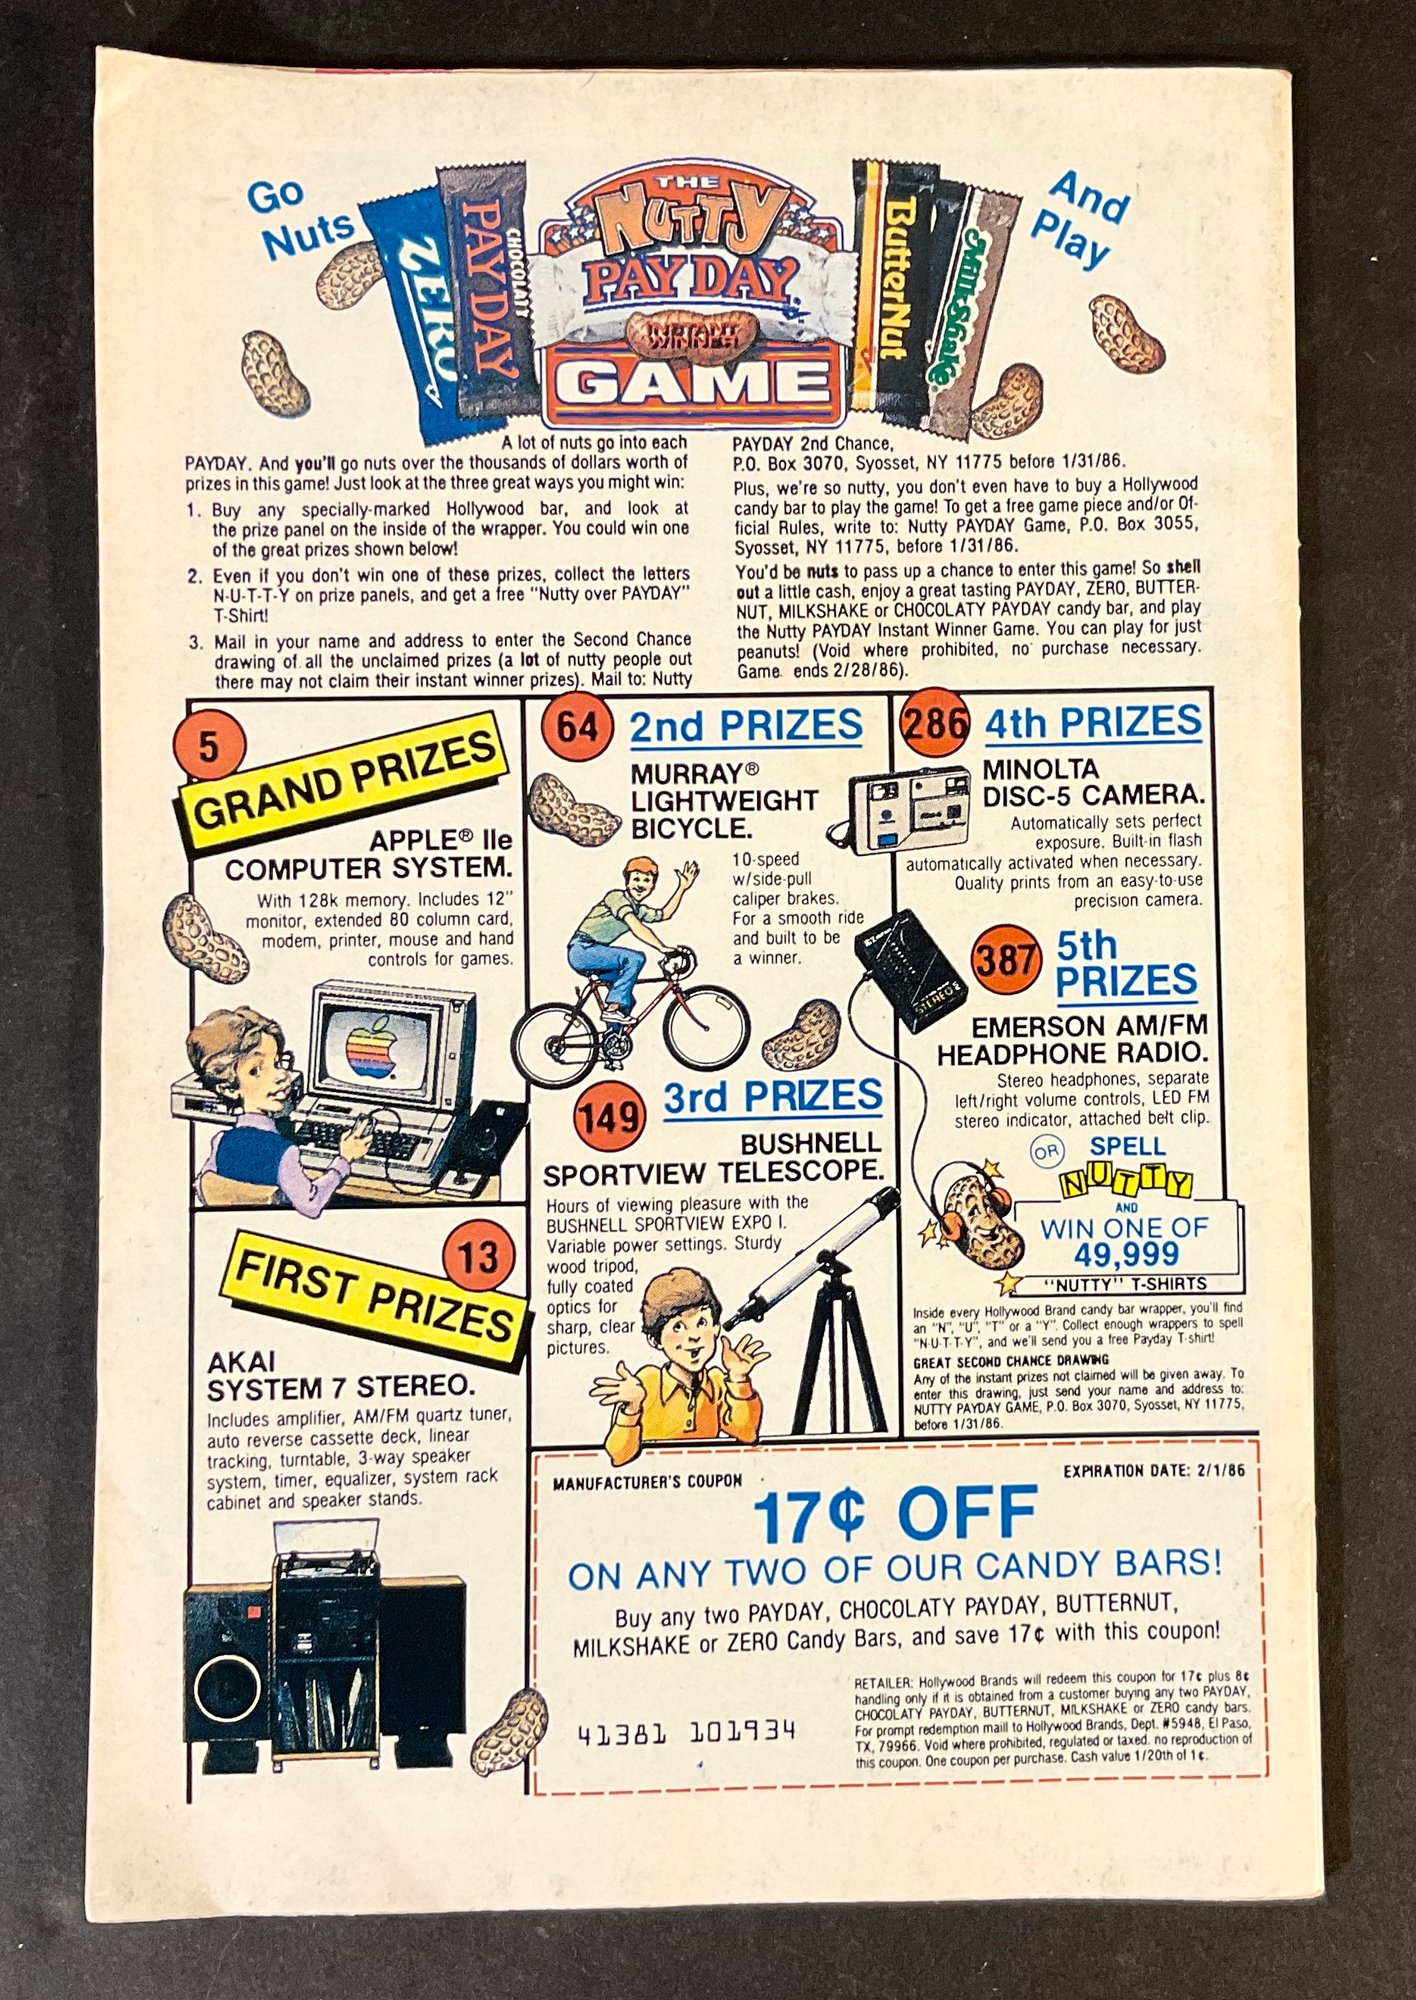 Go
Nuts
ZERO
CHOCOLATY
PAY DAY
THE
NUTTY
PAY DAY
INSTANT
WINNER
GAME
ButterNut
MilkShake
And
Play
A lot of nuts go into each
PAYDAY. And you'll go nuts over the thousands of dollars worth of
prizes in this game! Just look at the three great ways you might win:
1. Buy any specially-marked Hollywood bar, and look at
the prize panel on the inside of the wrapper. You could win one
of the great prizes shown below!
2. Even if you don't win one of these prizes, collect the letters
N-U-T-T-Y on prize panels, and get a free "Nutty over PAYDAY"
T-Shirt!
3. Mail in your name and address to enter the Second Chance
drawing of all the unclaimed prizes (a lot of nutty people out
there may not claim their instant winner prizes). Mail to: Nutty
PAYDAY 2nd Chance,
P.O. Box 3070, Syosset, NY 11775 before 1/31/86.
Plus, we're so nutty, you don't even have to buy a Hollywood
candy bar to play the game! To get a free game piece and/or Of-
ficial Rules, write to: Nutty PAYDAY Game, P.O. Box 3055,
Syosset, NY 11775, before 1/31/86.
You'd be nuts to pass up a chance to enter this game! So shell
out a little cash, enjoy a great tasting PAYDAY, ZERO, BUTTER-
NUT, MILKSHAKE or CHOCOLATY PAYDAY candy bar, and play
the Nutty PAYDAY Instant Winner Game. You can play for just
peanuts! (Void where prohibited, no purchase necessary.
Game ends 2/28/86).
5
GRAND PRIZES
APPLE® IIe
COMPUTER SYSTEM.
With 128k memory. Includes 12"
monitor, extended 80 column card,
modem, printer, mouse and hand
controls for games.
13
FIRST PRIZES
AKAI
SYSTEM 7 STEREO.
Includes amplifier, AM/FM quartz tuner,
auto reverse cassette deck, linear
tracking, turntable, 3-way speaker
system, timer, equalizer, system rack
cabinet and speaker stands.
64
2nd PRIZES
MURRAY®
LIGHTWEIGHT
BICYCLE.
10-speed
w/side-pull
caliper brakes.
For a smooth ride
and built to be
a winner.
149
3rd PRIZES
BUSHNELL
SPORTVIEW TELESCOPE.
Hours of viewing pleasure with the
BUSHNELL SPORTVIEW EXPO I.
Variable power settings. Sturdy
wood tripod,
fully coated
optics for
sharp, clear
pictures.
286
4th PRIZES
MINOLTA
DISC-5 CAMERA.
Automatically sets perfect
exposure. Built-in flash
automatically activated when necessary.
Quality prints from an easy-to-use
precision camera.
387
5th
PRIZES
EMERSON AM/FM
HEADPHONE RADIO.
Stereo headphones, separate
left/right volume controls, LED FM
stereo indicator, attached belt clip.
OR
SPELL
NUTTY
AND
WIN ONE OF
49,999
"NUTTY" T-SHIRTS
Inside every Hollywood Brand candy bar wrapper, you'll find
an "N", "U", "T" or a "Y". Collect enough wrappers to spell
"N-U-T-T-Y", and we'll send you a free Payday T-shirt!
GREAT SECOND CHANCE DRAWING
Any of the instant prizes not claimed will be given away. To
enter this drawing, just send your name and address to:
NUTTY PAYDAY GAME, P.O. Box 3070, Syosset, NY 11775,
before 1/31/86.
MANUFACTURER'S COUPON
EXPIRATION DATE: 2/1/86
17¢ OFF
ON ANY TWO OF OUR CANDY BARS!
Buy any two PAYDAY, CHOCOLATY PAYDAY, BUTTERNUT,
MILKSHAKE or ZERO Candy Bars, and save 17¢ with this coupon!
41381 101934
RETAILER: Hollywood Brands will redeem this coupon for 17¢ plus 8¢
handling only if it is obtained from a customer buying any two PAYDAY,
CHOCOLATY PAYDAY, BUTTERNUT, MILKSHAKE or ZERO candy bars.
For prompt redemption maill to Hollywood Brands, Dept. #5948, El Paso,
TX, 79966. Void where prohibited, regulated or taxed. no reproduction of
this coupon. One coupon per purchase. Cash value 1/20th of 1¢.